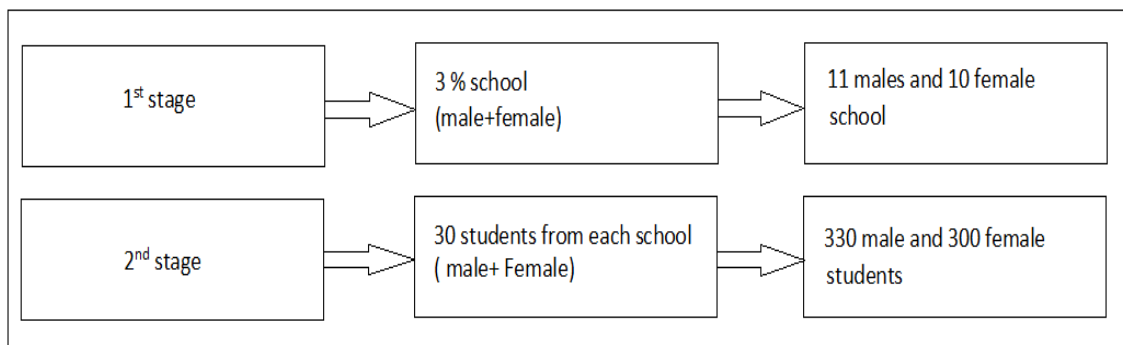 1st stage
3 % school
(male+female)
11 males and 10 female
school
2nd stage
30 students from each school
( male+ Female)
330 male and 300 female
students